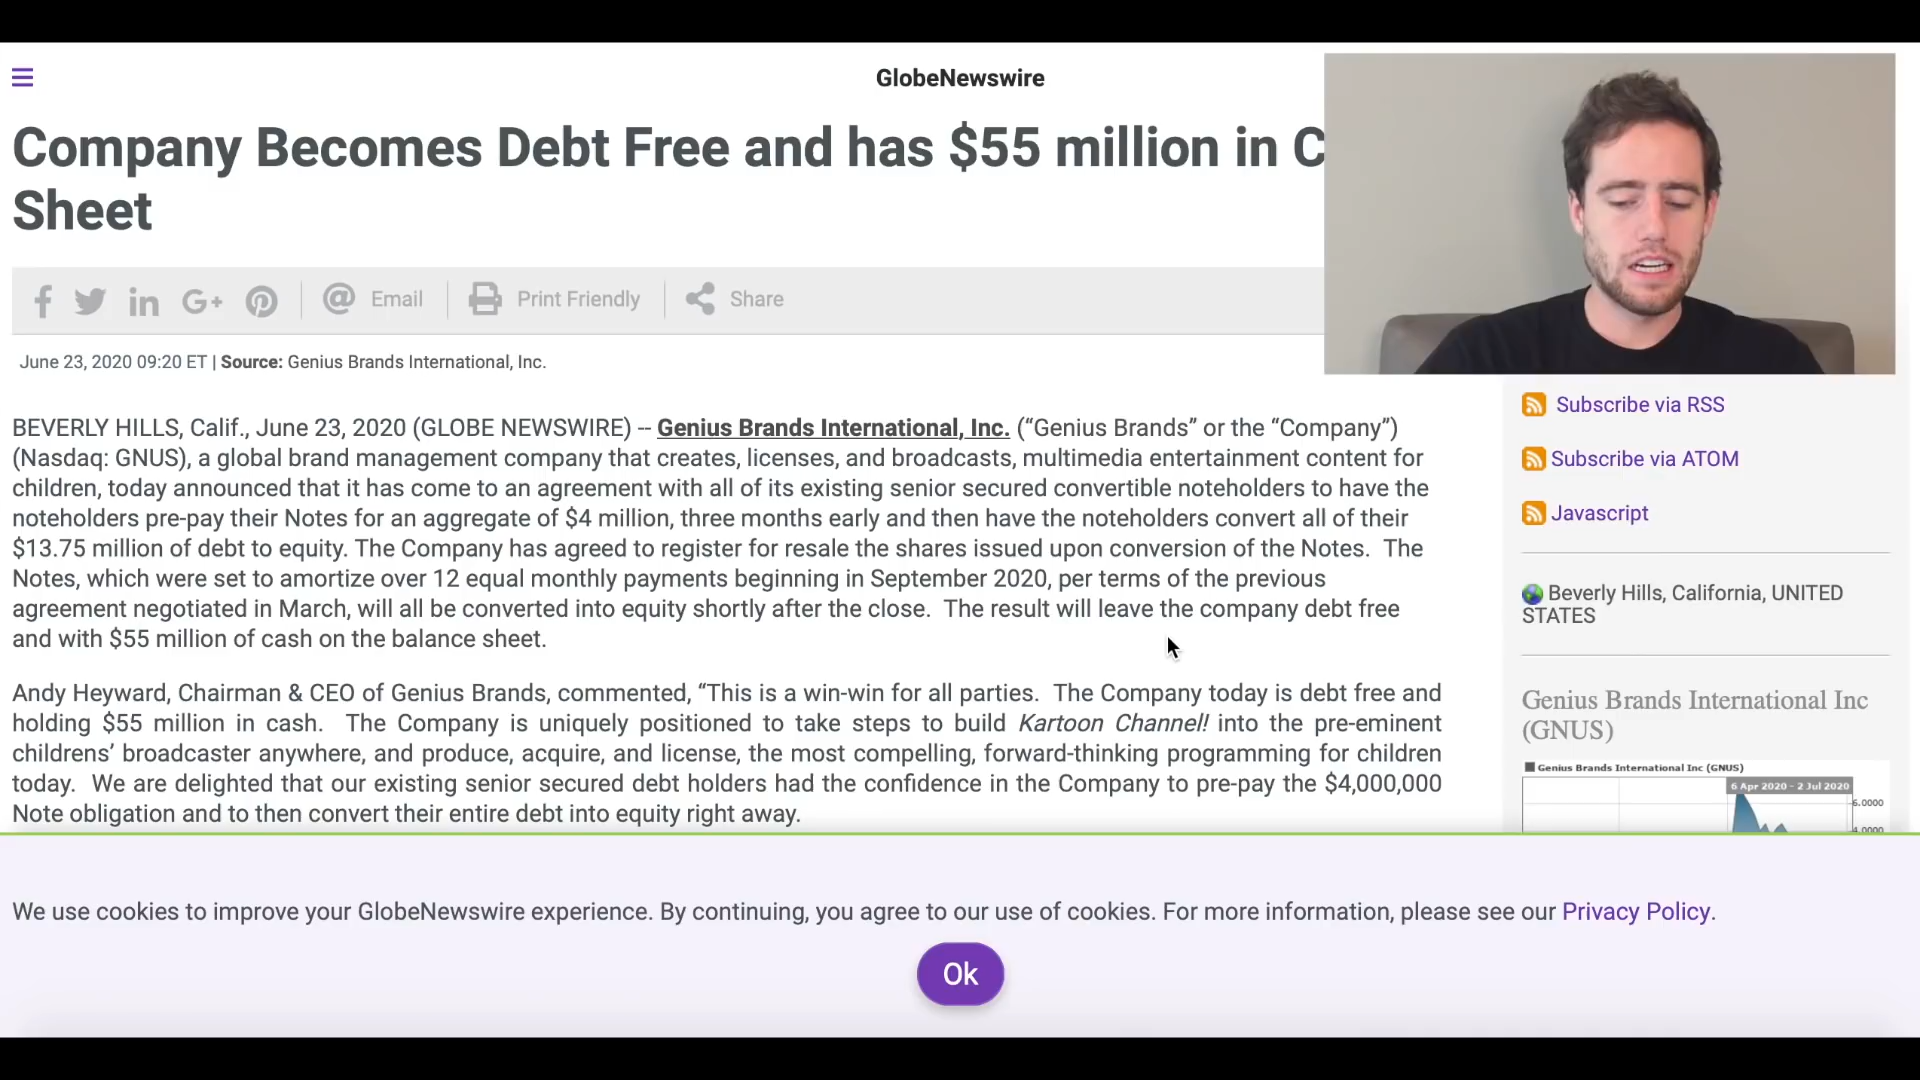 GlobeNewswire
Company Becomes Debt Free and has $55 million in C
Sheet
Email
Print Friendly
Share
June 23, 2020 09:20 ET | Source: Genius Brands International, Inc.
BEVERLY HILLS, Calif., June 23, 2020 (GLOBE NEWSWIRE) -- Genius Brands International, Inc. (“Genius Brands” or the “Company”)
(Nasdaq: GNUS), a global brand management company that creates, licenses, and broadcasts, multimedia entertainment content for
children, today announced that it has come to an agreement with all of its existing senior secured convertible noteholders to have the
noteholders pre-pay their Notes for an aggregate of $4 million, three months early and then have the noteholders convert all of their
$13.75 million of debt to equity. The Company has agreed to register for resale the shares issued upon conversion of the Notes.  The
Notes, which were set to amortize over 12 equal monthly payments beginning in September 2020, per terms of the previous
agreement negotiated in March, will all be converted into equity shortly after the close.  The result will leave the company debt free
and with $55 million of cash on the balance sheet.
Andy Heyward, Chairman & CEO of Genius Brands, commented, “This is a win-win for all parties.  The Company today is debt free and
holding $55 million in cash.  The Company is uniquely positioned to take steps to build Kartoon Channel! into the pre-eminent
childrens’ broadcaster anywhere, and produce, acquire, and license, the most compelling, forward-thinking programming for children
today.  We are delighted that our existing senior secured debt holders had the confidence in the Company to pre-pay the $4,000,000
Note obligation and to then convert their entire debt into equity right away.
Subscribe via RSS
Subscribe via ATOM
Javascript
Beverly Hills, California, UNITED
STATES
Genius Brands International Inc
(GNUS)
Genius Brands International Inc (GNUS)
6 Apr 2020 - 2 Jul 2020
6.0000
4.0000
We use cookies to improve your GlobeNewswire experience. By continuing, you agree to our use of cookies. For more information, please see our Privacy Policy.
Ok